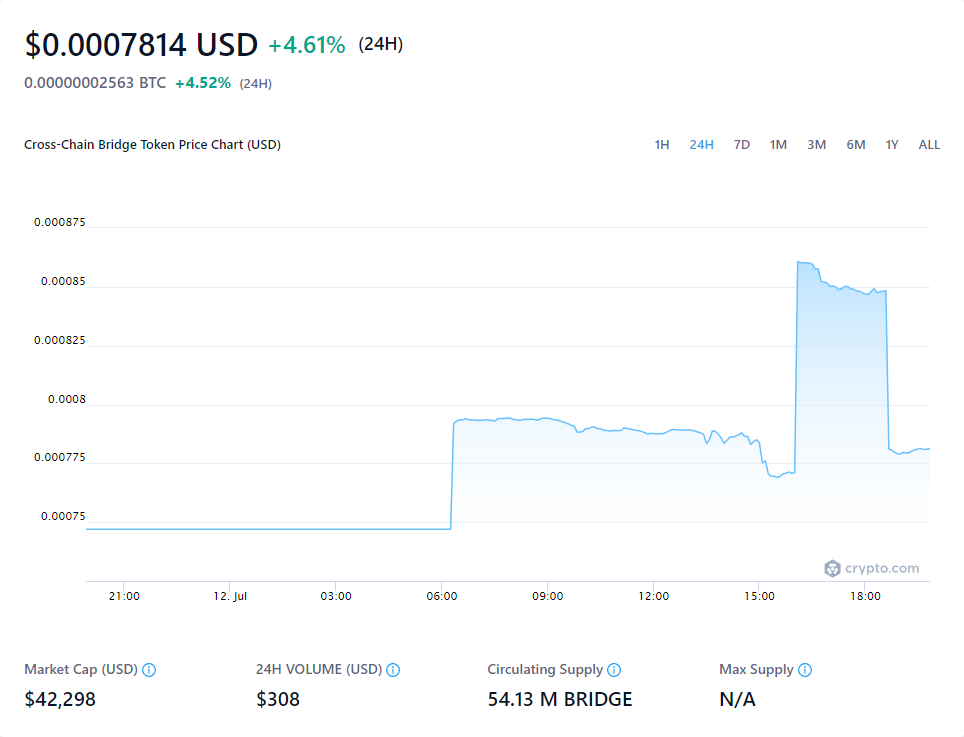 $0.0007814 USD +4.61% (24H)
0.00000002563 BTC +4.52% (24H)
Cross-Chain Bridge Token Price Chart (USD) 1H 24H 7D 1M 3M 6M 1Y ALL
0.000875
0.00085
0.000825
0.0008
0.000775
0.00075
crypto.com
21:00 12. Jul 03:00 06:00 09:00 12:00 15:00 18:00
Market Cap (USD) 24H VOLUME (USD) Circulating Supply Max Supply
$42,298 $308 54.13 M BRIDGE N/A